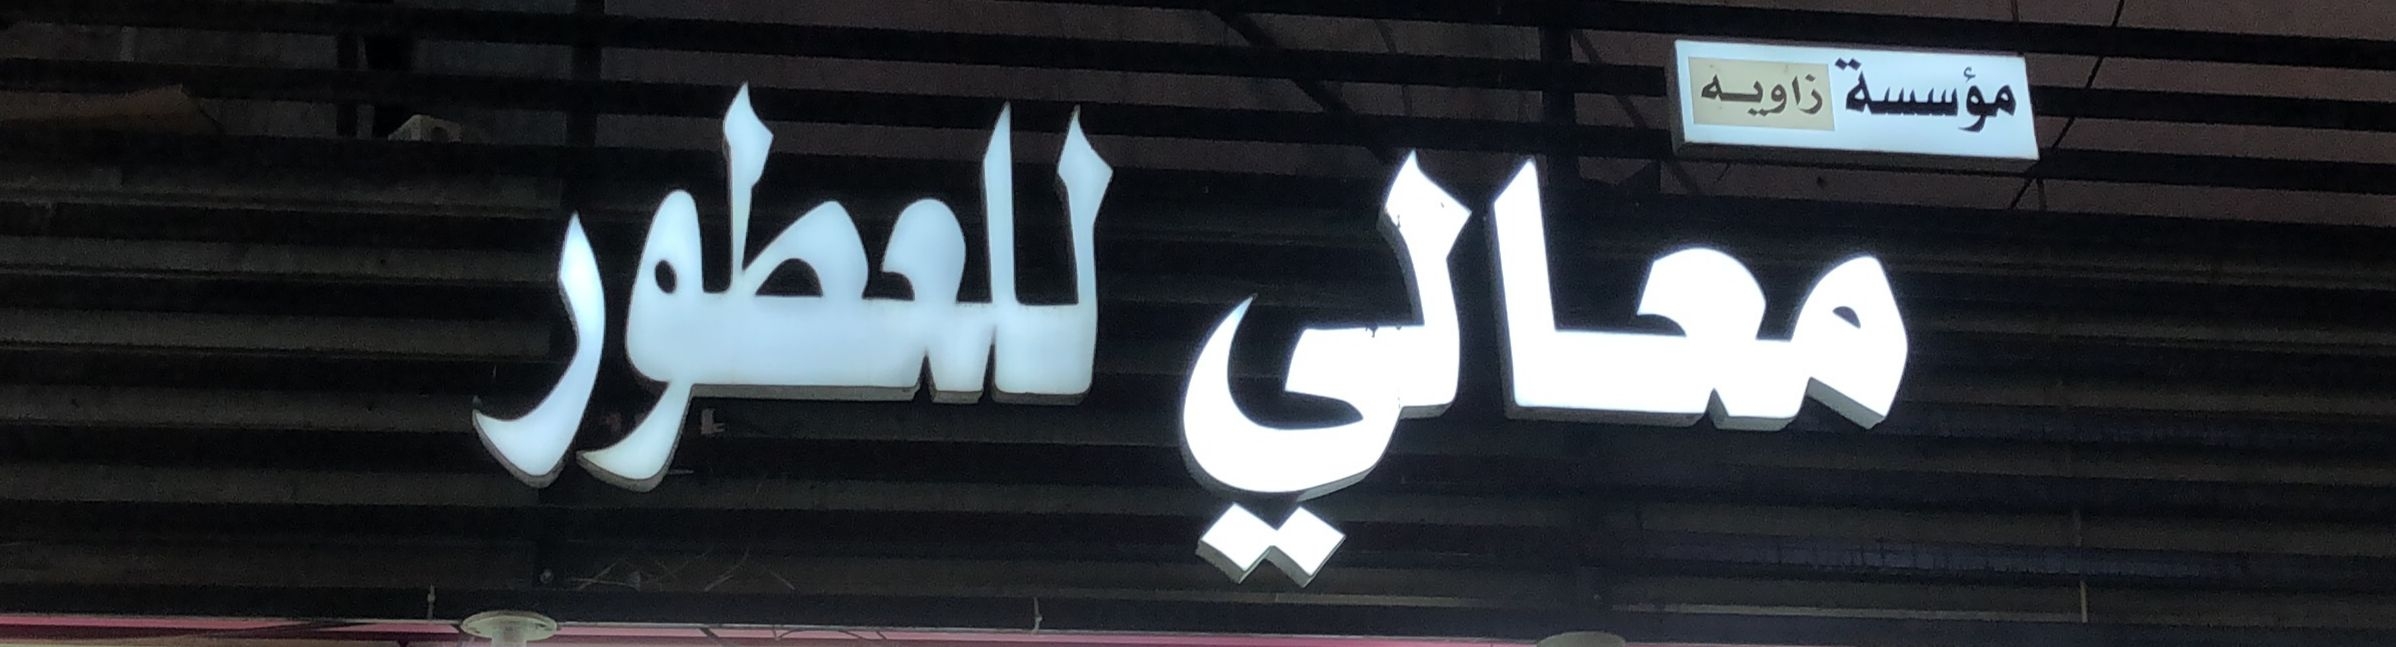 مؤسسة زاويه
معالي للعطور